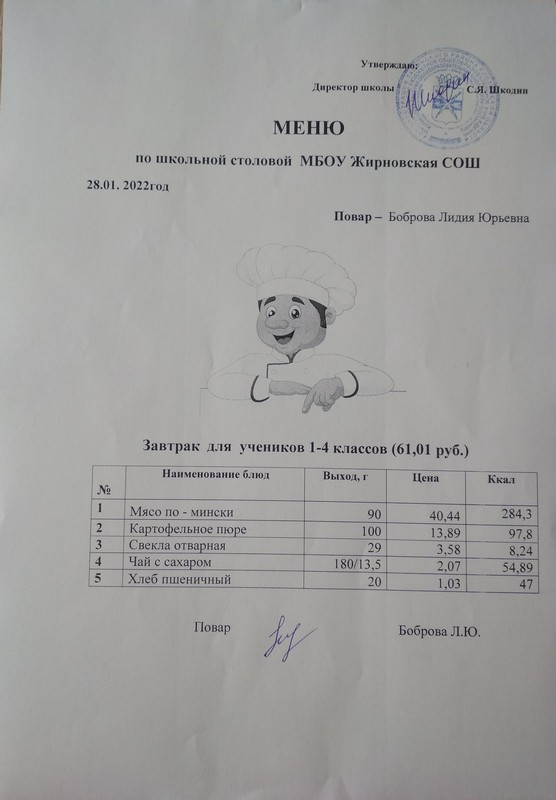 Утверждаю:
Директор школы С.Я. Шкодин
МЕНЮ
по школьной столовой МБОУ Жирновская СОШ
28.01. 2022год
Повар – Боброва Лидия Юрьевна
Завтрак для учеников 1-4 классов (61,01 руб.)
№ Наименование блюд Выход, г Цена Ккал
1 Мясо по - мински 90 40,44 284,3
2 Картофельное пюре 100 13,89 97,8
3 Свекла отварная 29 3,58 8,24
4 Чай с сахаром 180/13,5 2,07 54,89
5 Хлеб пшеничный 20 1,03 47
Повар Боброва Л.Ю.